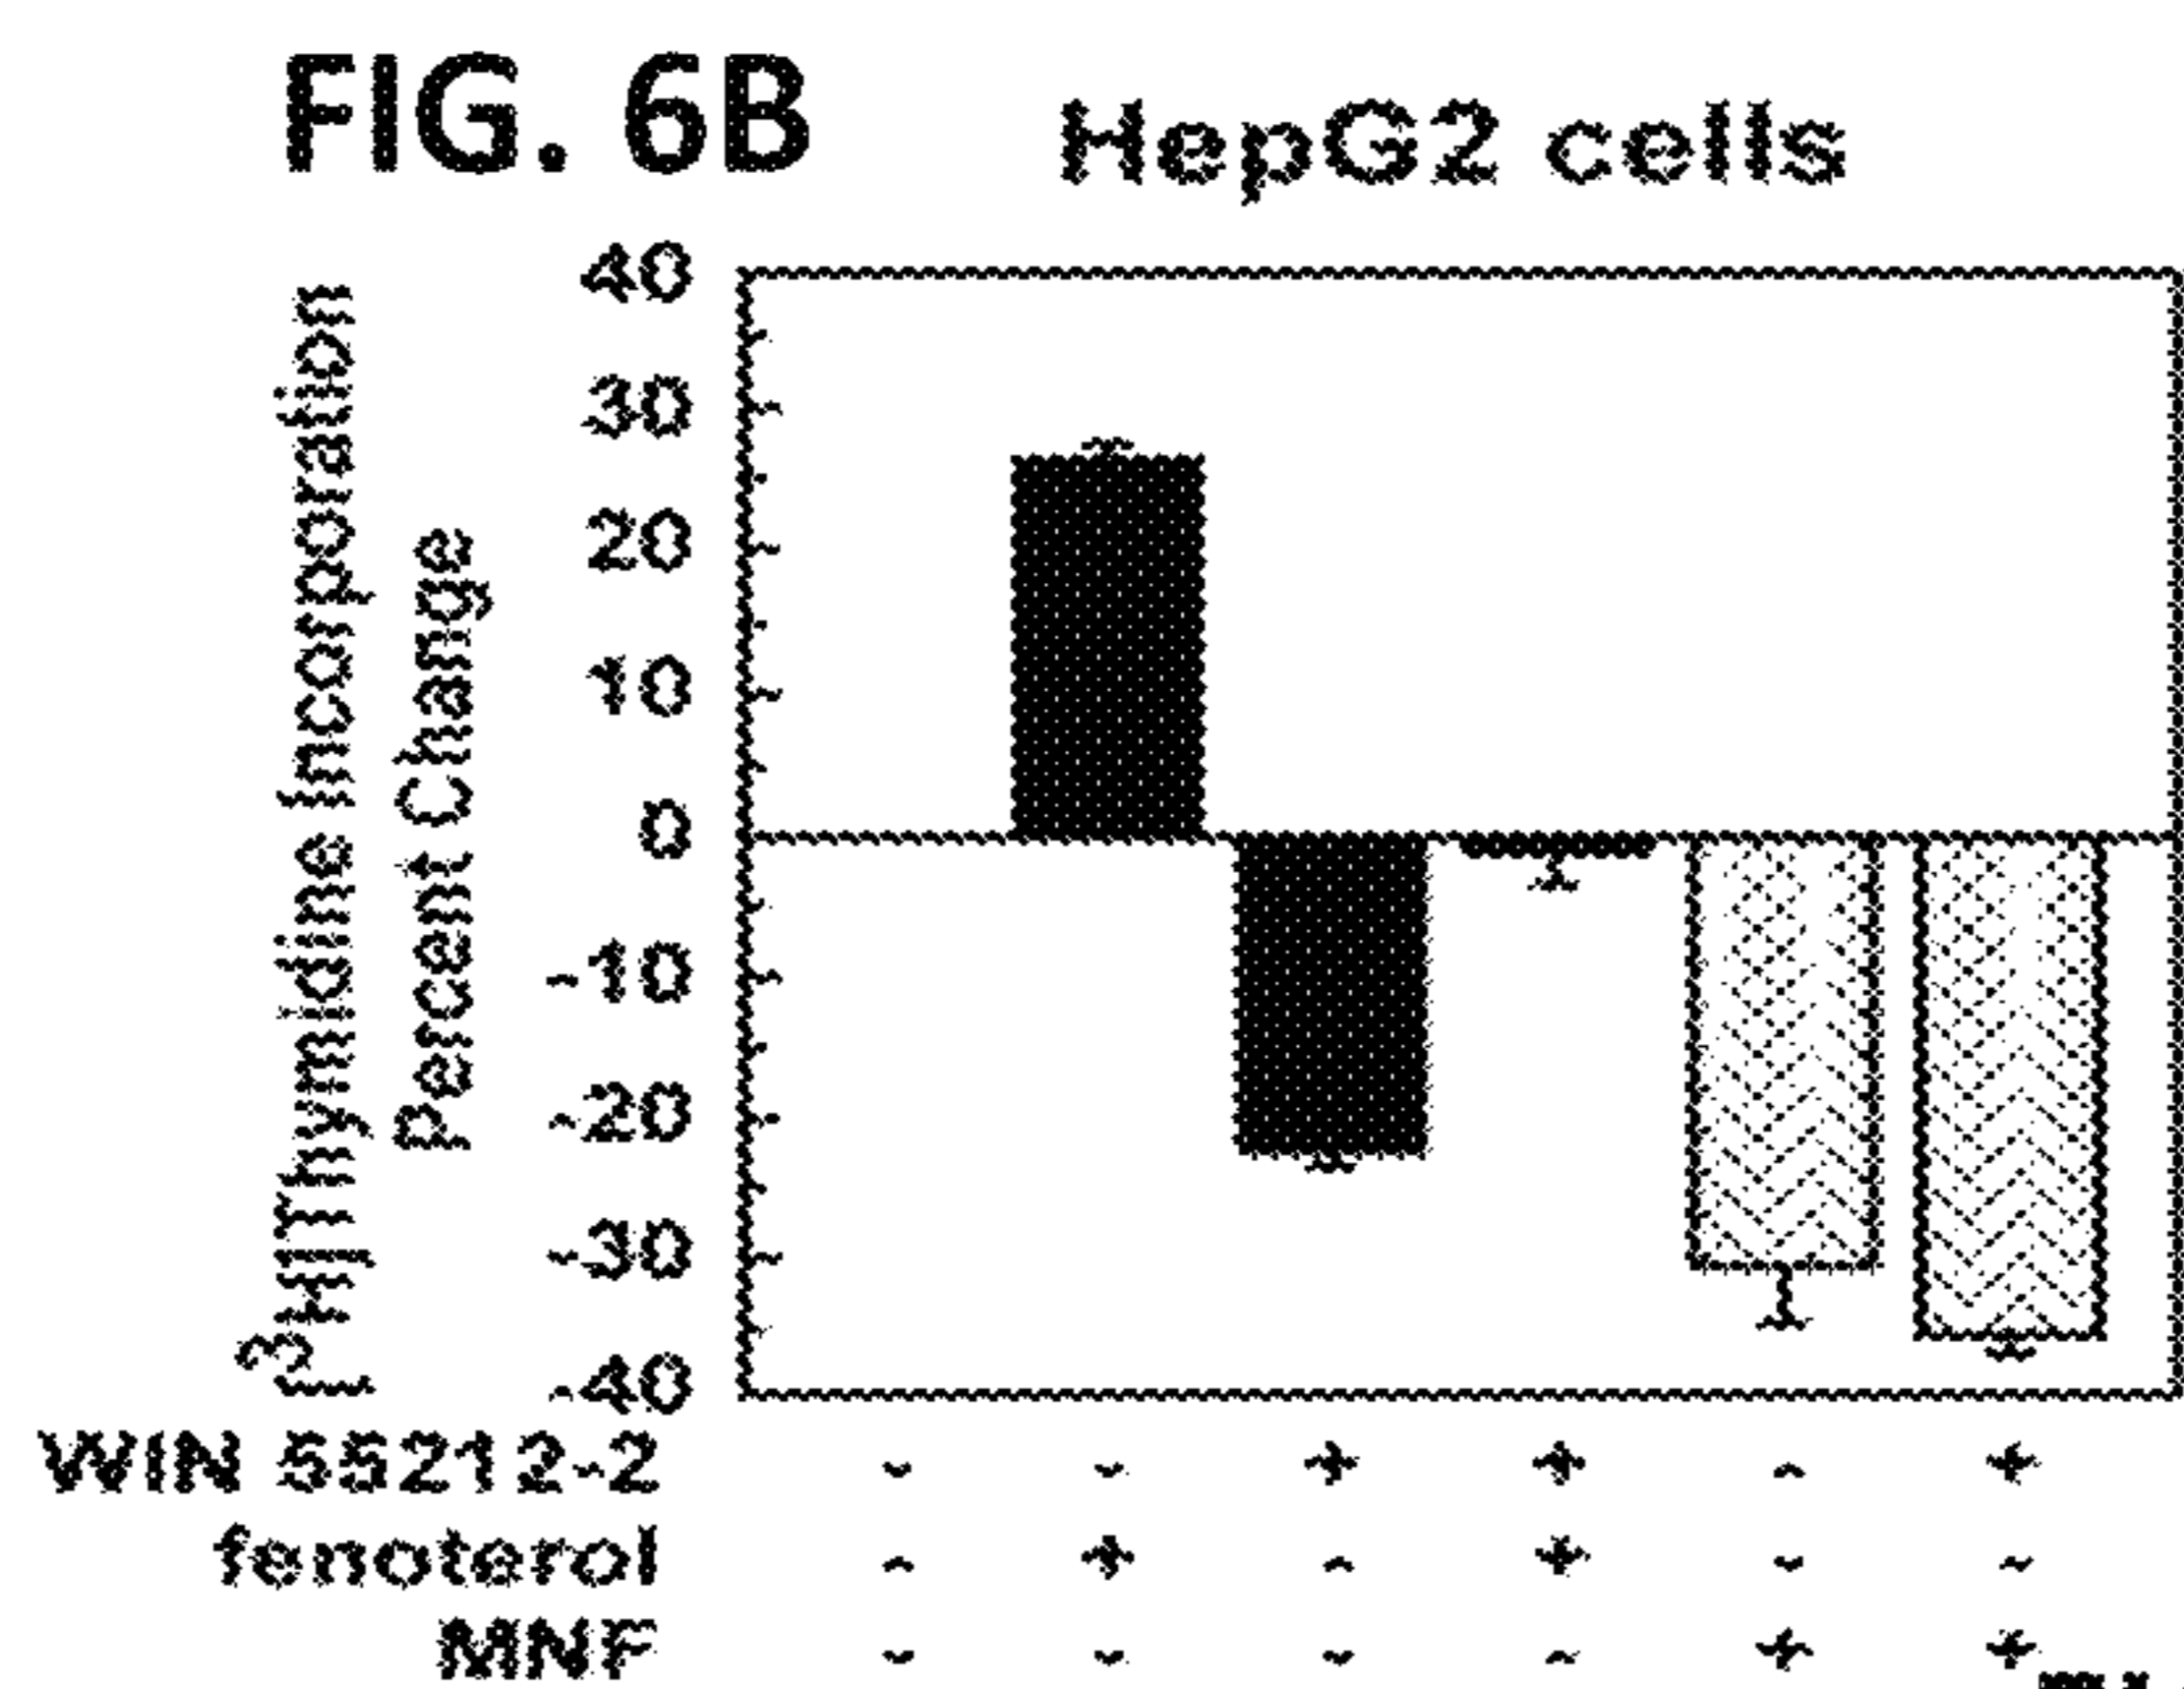 FIG. 6B
HepG2 cells
[³H]Thymidine Incorporation
Percent Change
40
30
20
10
0
-10
-20
-30
-40
WIN 55212-2 - - + + - +
fenoterol - + - + - -
MNF - - - - + +